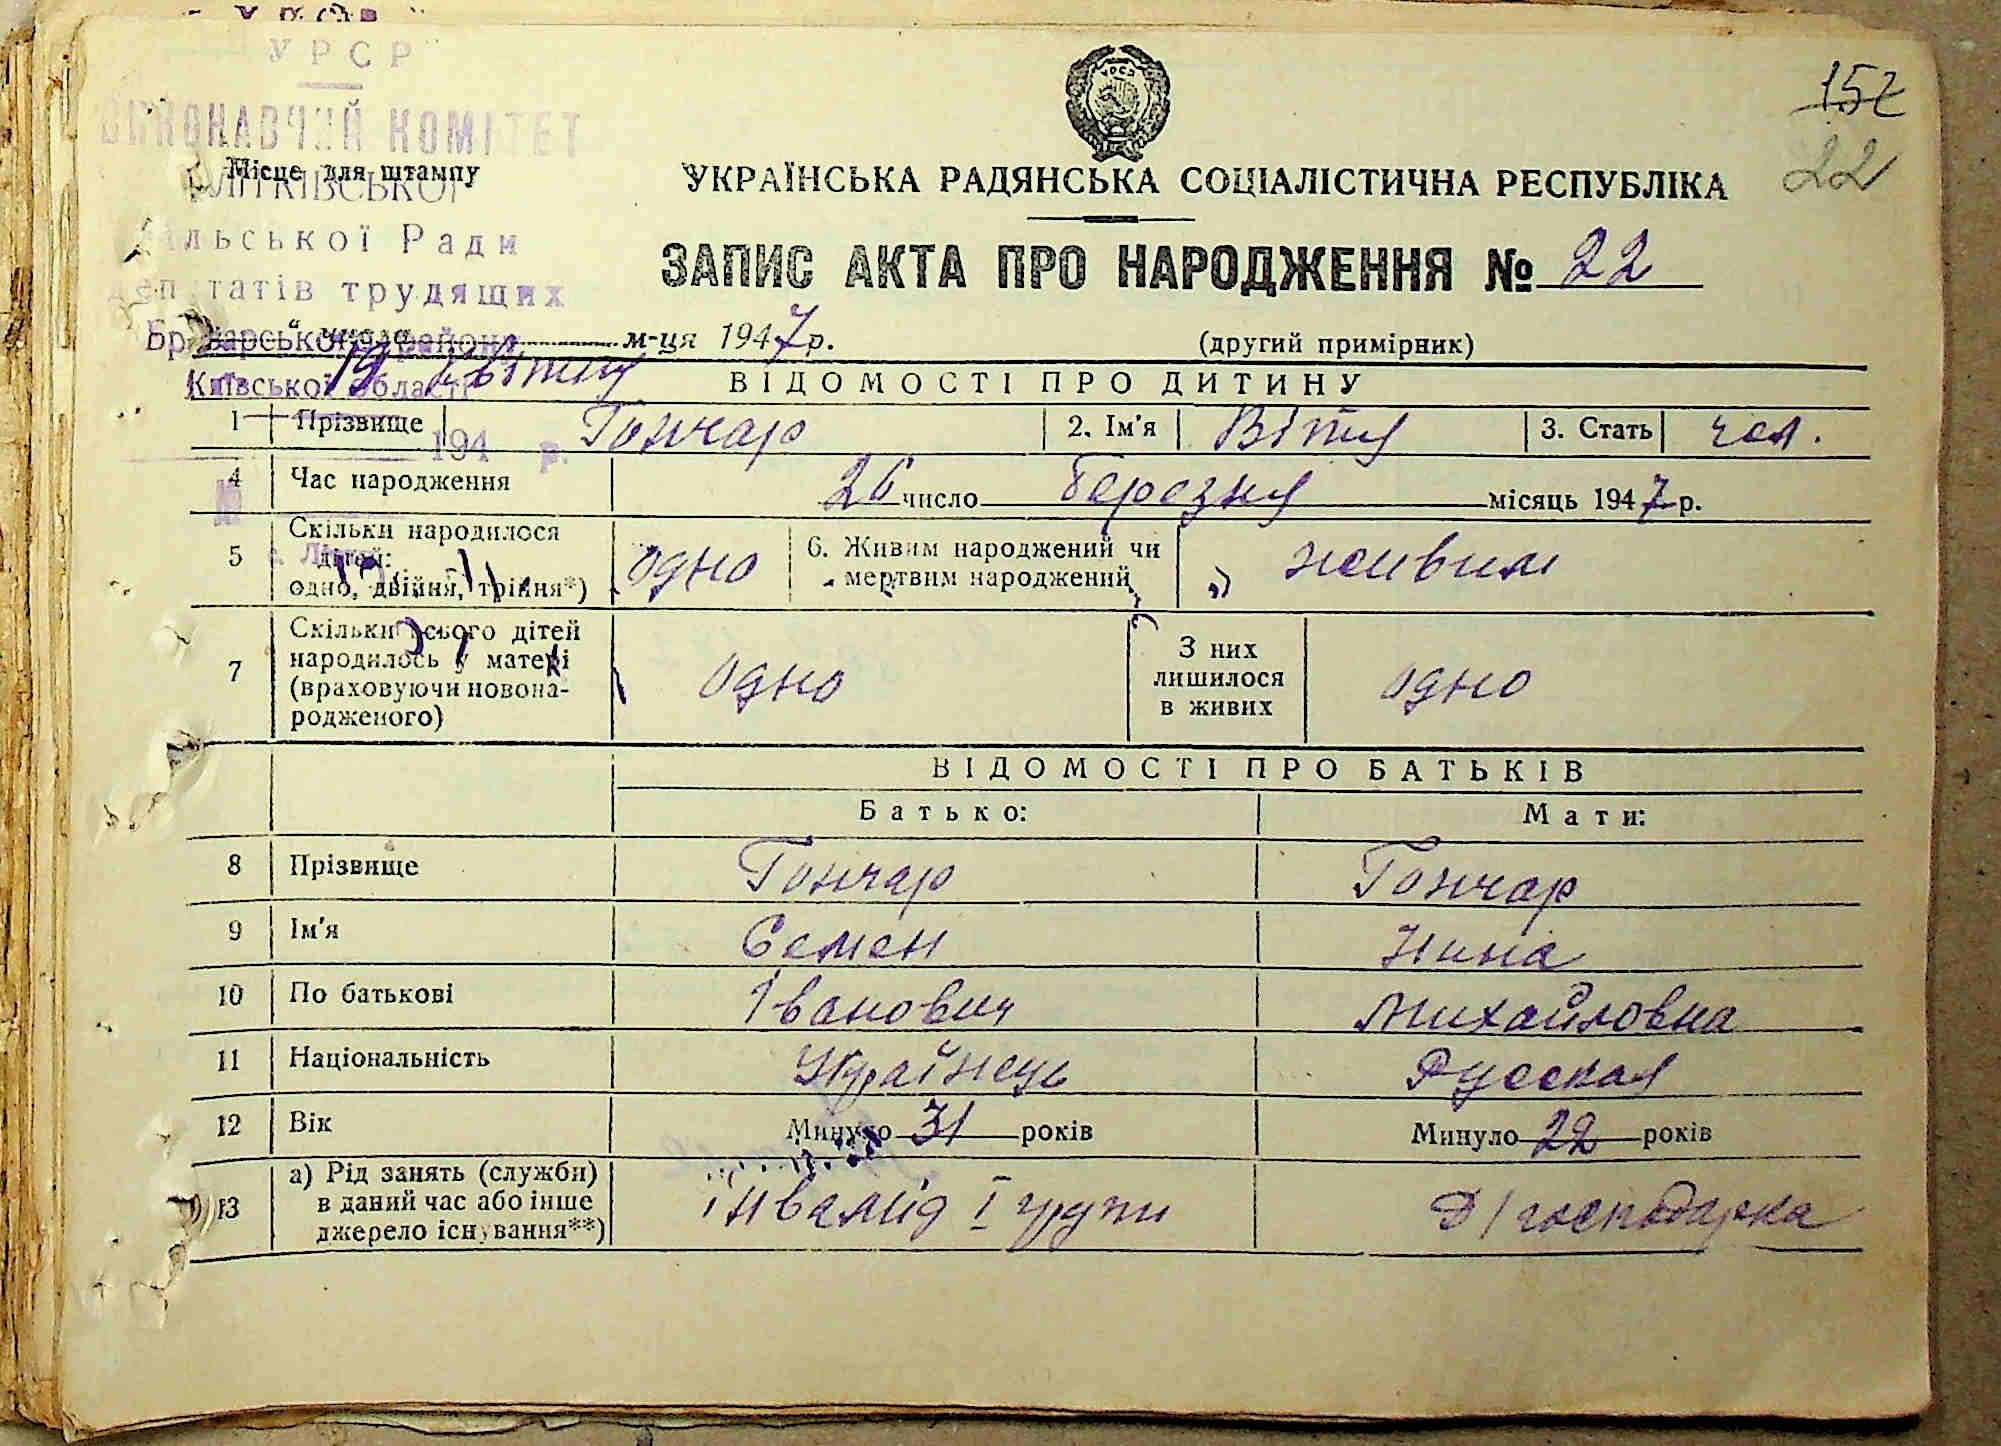 УРСР
ВИКОНАВЧИЙ КОМІТЕТ
Місце для штампу
ЛІТКІВСЬКОЇ
Сільської Ради
депутатів трудящих
Броварського району
Київської області
19 квітня
194 р.
152
22
УКРАЇНСЬКА РАДЯНСЬКА СОЦІАЛІСТИЧНА РЕСПУБЛІКА
ЗАПИС АКТА ПРО НАРОДЖЕННЯ № 22
числа м-ця 1947 р. (другий примірник)
ВІДОМОСТІ ПРО ДИТИНУ
1 Прізвище Гончар 2. Ім'я Вітя 3. Стать чол.
4 Час народження 26 число березня місяць 1947 р.
5 Скільки народилося дітей: одно, двійня, трійня*) одно 6. Живим народжений чи мертвим народжений живим
7 Скільки всього дітей народилось у матері (враховуючи новонародженого) одно З них лишилося в живих одно
ВІДОМОСТІ ПРО БАТЬКІВ
Батько: Мати:
8 Прізвище Гончар Гончар
9 Ім'я Семен Нина
10 По батькові Іванович Михайловна
11 Національність Українець Русская
12 Вік Минуло 31 років Минуло 22 років
13 а) Рід занять (служби) в даний час або інше джерело існування**) інвалід І групи Д/господарка